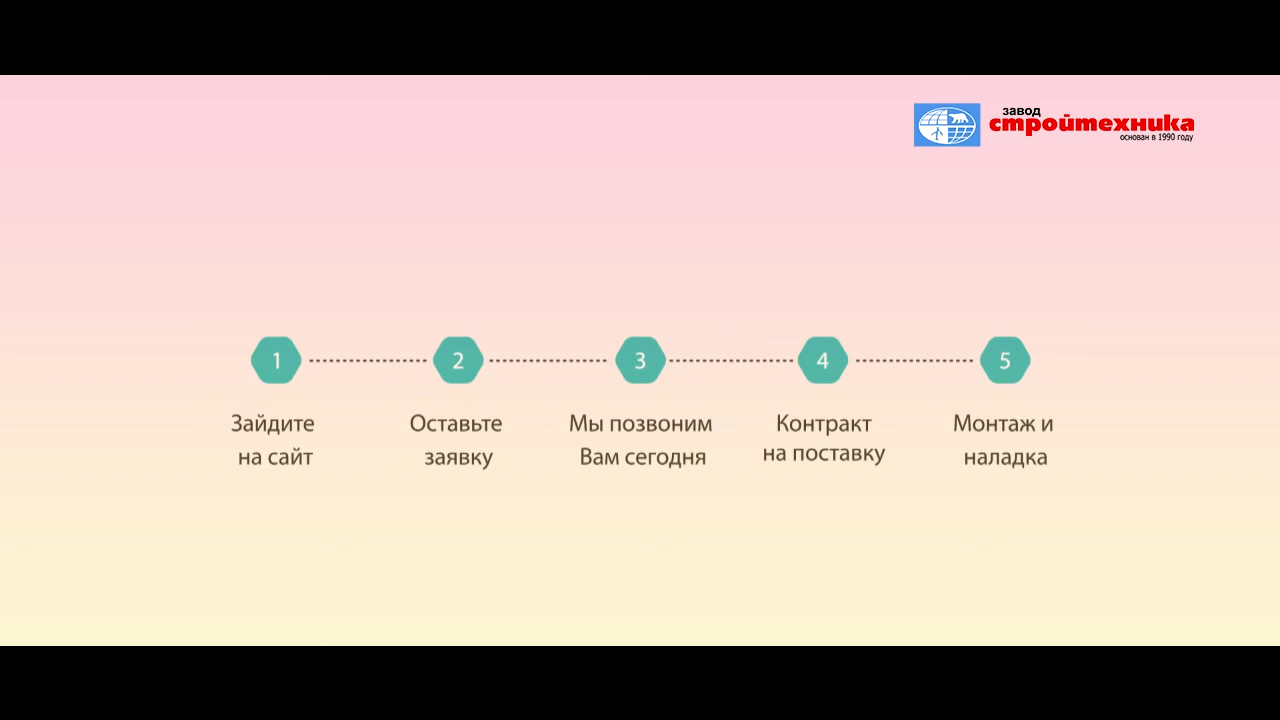 завод
стройтехника
основан в 1990 году
1
2
3
4
5
Зайдите
на сайт
Оставьте
заявку
Мы позвоним
Вам сегодня
Контракт
на поставку
Монтаж и
наладка